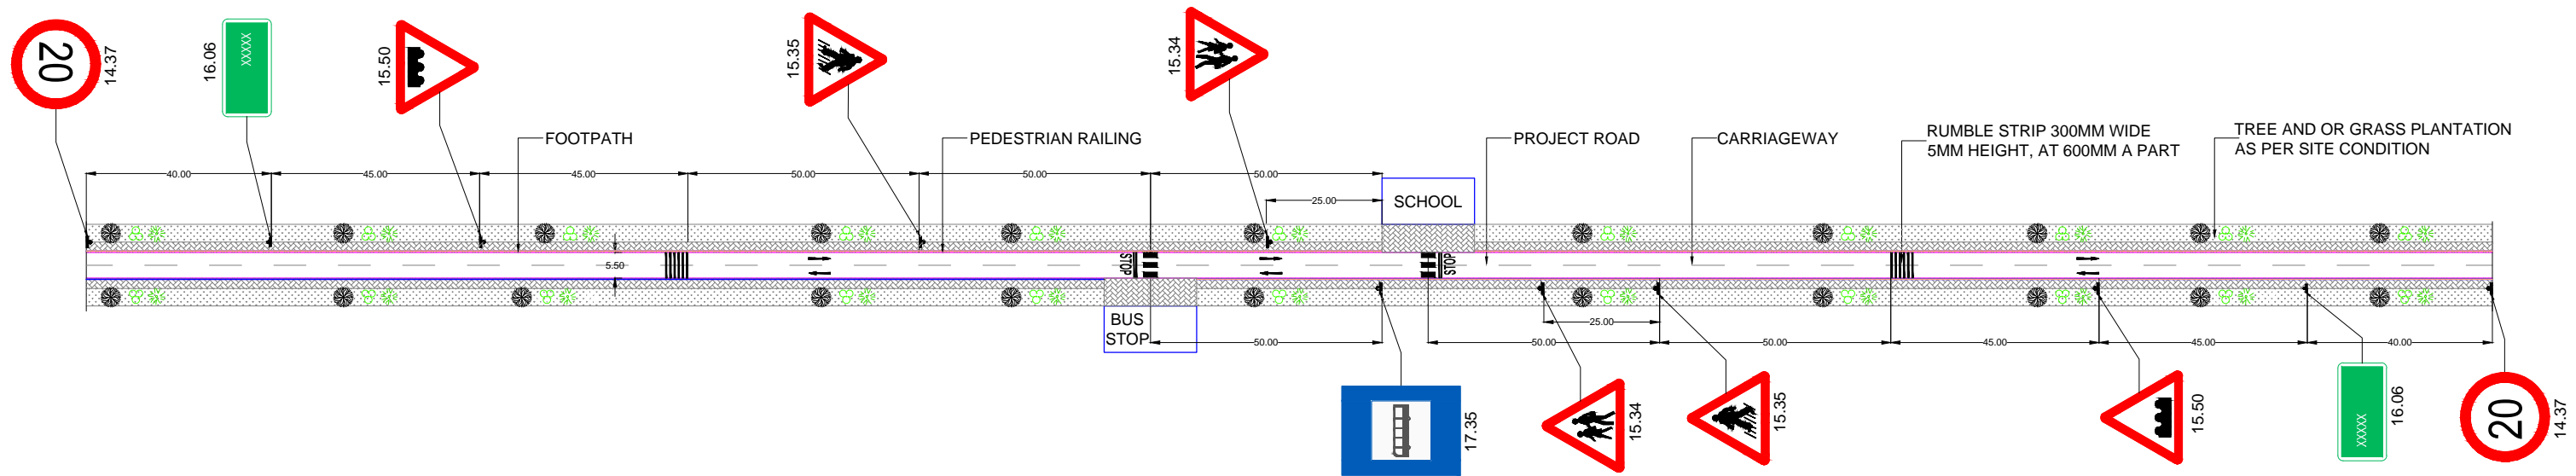 20
14.37
16.06
XXXXX
15.50
15.35
15.34
FOOTPATH
PEDESTRIAN RAILING
PROJECT ROAD
CARRIAGEWAY
RUMBLE STRIP 300MM WIDE
5MM HEIGHT, AT 600MM A PART
TREE AND OR GRASS PLANTATION
AS PER SITE CONDITION
40.00
45.00
45.00
50.00
50.00
50.00
25.00
SCHOOL
5.50
STOP
STOP
BUS
STOP
25.00
50.00
50.00
50.00
45.00
45.00
40.00
17.35
15.34
15.35
15.50
XXXXX
16.06
20
14.37